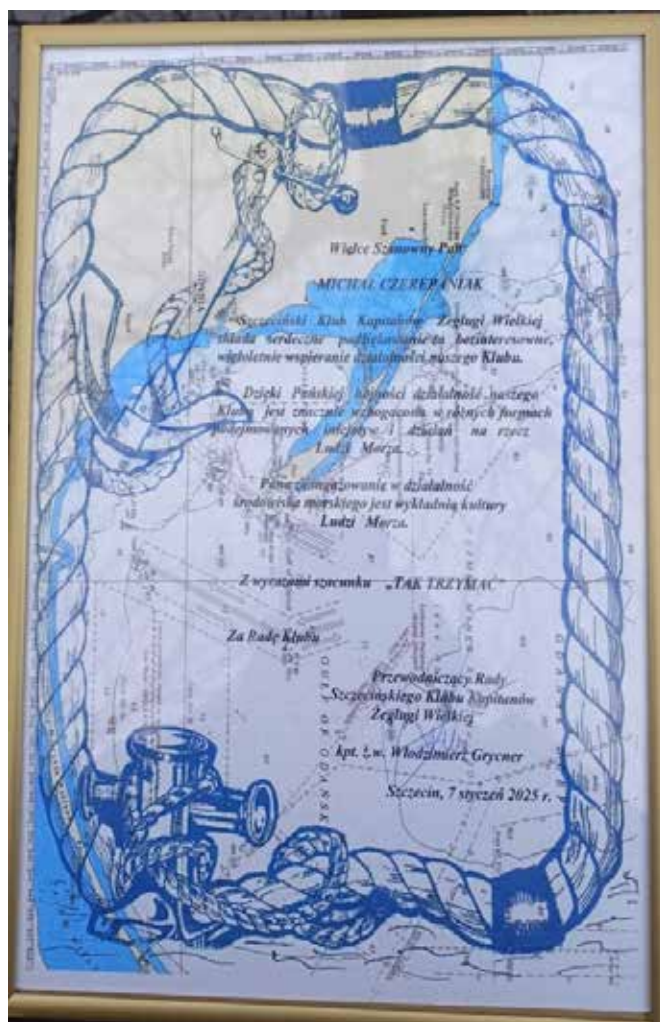 Wielce Szanowny Pan
MICHAŁ CZEREPANIAK
Szczeciński Klub Kapitanów Żeglugi Wielkiej
składa serdeczne podziękowanie za bezinteresowne,
wieloletnie wspieranie działalności naszego Klubu.
Dzięki Pańskiej hojności działalność naszego
Klubu jest znacznie wzbogacona w różnych formach
podejmowanych inicjatyw i działań na rzecz
Ludzi Morza.
Pana zaangażowanie w działalność
środowiska morskiego jest wykładnią kultury
Ludzi Morza.
Z wyrazami szacunku „TAK TRZYMAĆ"
Za Radę Klubu
Przewodniczący Rady
Szczecińskiego Klubu Kapitanów
Żeglugi Wielkiej
kpt. ż.w. Włodzimierz Grycner
Szczecin, 7 styczeń 2025 r.